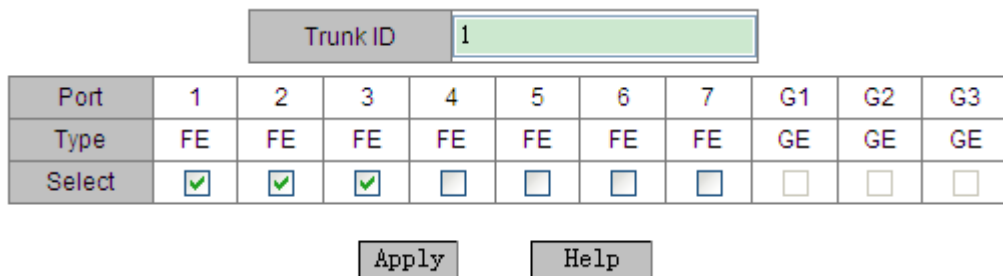 Trunk ID 1
Port 1 2 3 4 5 6 7 G1 G2 G3
Type FE FE FE FE FE FE FE GE GE GE
Select
Apply Help